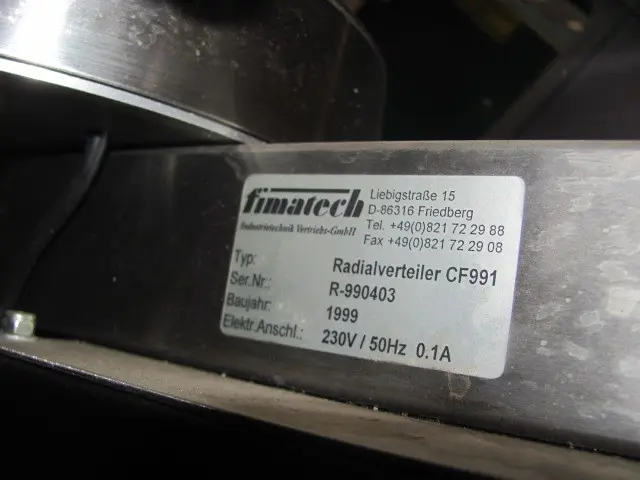 fimatech
Industrietechnik Vertriebs-GmbH
Liebigstraße 15
D-86316 Friedberg
Tel. +49(0)821 72 29 88
Fax +49(0)821 72 29 08
Typ: Radialverteiler CF991
Ser.Nr.: R-990403
Baujahr: 1999
Elektr.Anschl.: 230V / 50Hz 0.1A